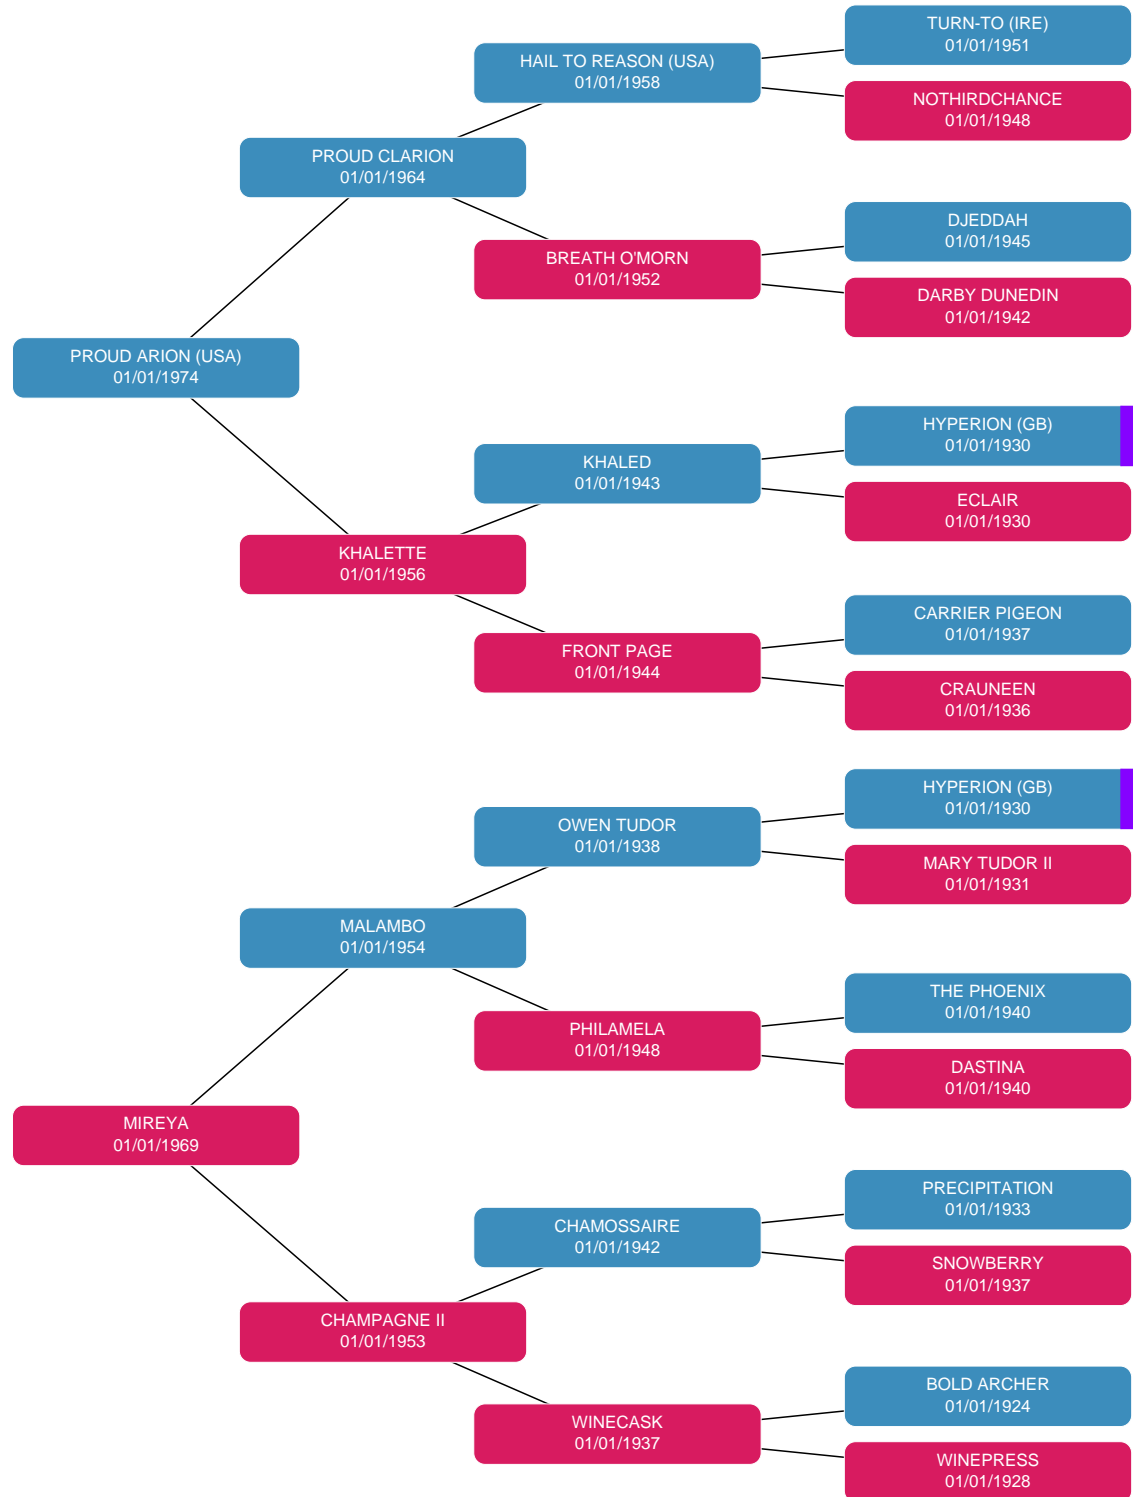 TURN-TO (IRE)
01/01/1951
HAIL TO REASON (USA)
01/01/1958
NOTHIRDCHANCE
01/01/1948
PROUD CLARION
01/01/1964
DJEDDAH
01/01/1945
BREATH O'MORN
01/01/1952
DARBY DUNEDIN
01/01/1942
PROUD ARION (USA)
01/01/1974
HYPERION (GB)
01/01/1930
KHALED
01/01/1943
ECLAIR
01/01/1930
KHALETTE
01/01/1956
CARRIER PIGEON
01/01/1937
FRONT PAGE
01/01/1944
CRAUNEEN
01/01/1936
HYPERION (GB)
01/01/1930
OWEN TUDOR
01/01/1938
MARY TUDOR II
01/01/1931
MALAMBO
01/01/1954
THE PHOENIX
01/01/1940
PHILAMELA
01/01/1948
DASTINA
01/01/1940
MIREYA
01/01/1969
PRECIPITATION
01/01/1933
CHAMOSSAIRE
01/01/1942
SNOWBERRY
01/01/1937
CHAMPAGNE II
01/01/1953
BOLD ARCHER
01/01/1924
WINECASK
01/01/1937
WINEPRESS
01/01/1928